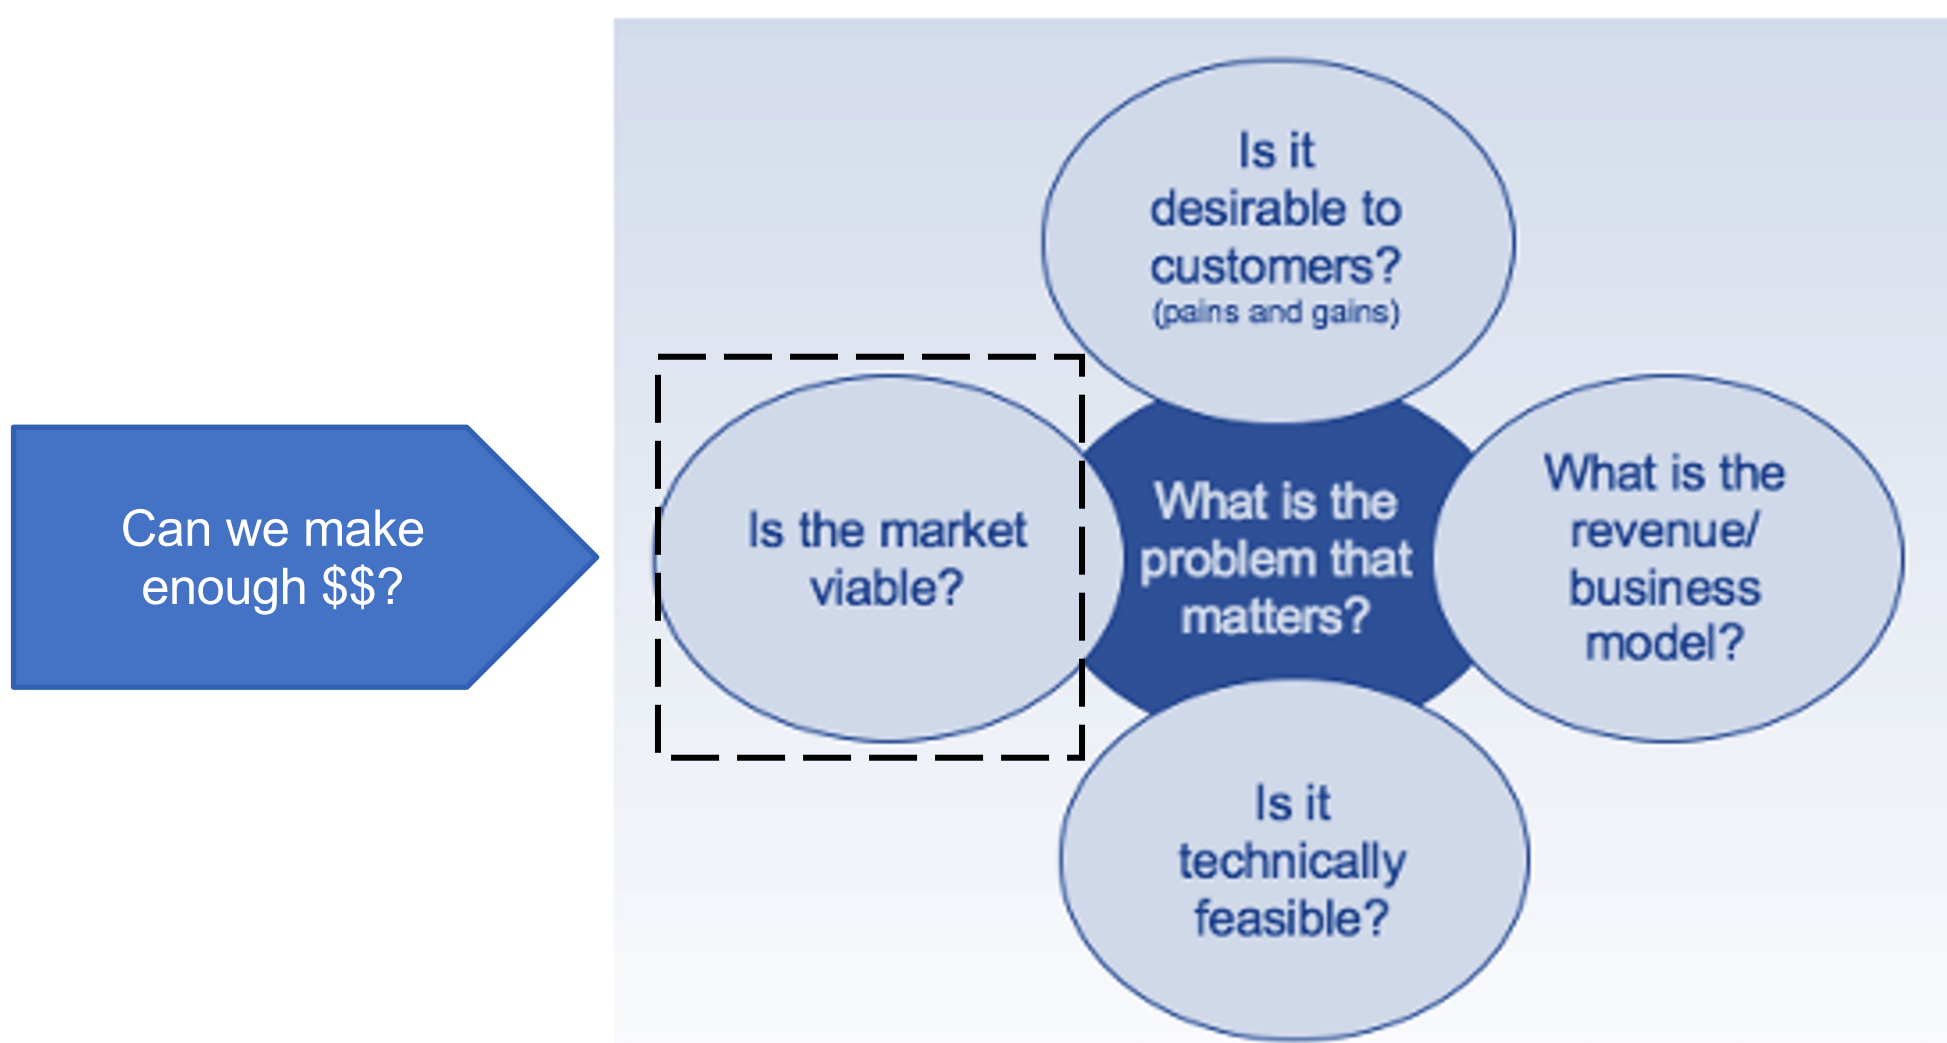 Can we make
enough $$?
Is it
desirable to
customers?
(pains and gains)
Is the market
viable?
What is the
problem that
matters?
What is the
revenue/
business
model?
Is it
technically
feasible?